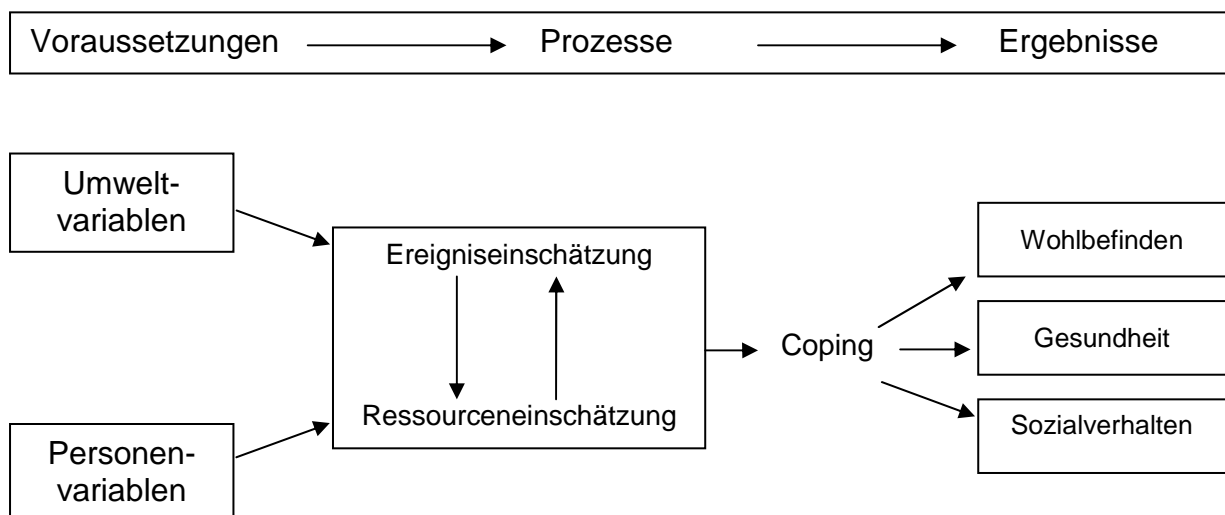 Voraussetzungen Prozesse Ergebnisse
Umwelt-
variablen
Personen-
variablen
Ereigniseinschätzung
Ressourceneinschätzung
Coping
Wohlbefinden
Gesundheit
Sozialverhalten